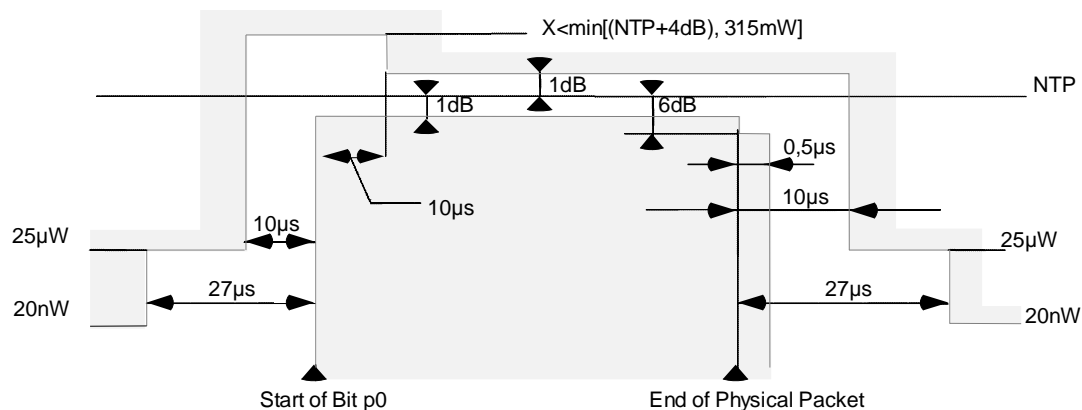 X<min[(NTP+4dB), 315mW]
NTP
1dB
1dB
6dB
0,5µs
10µs
10µs
10µs
25µW
25µW
27µs
27µs
20nW
20nW
Start of Bit p0
End of Physical Packet